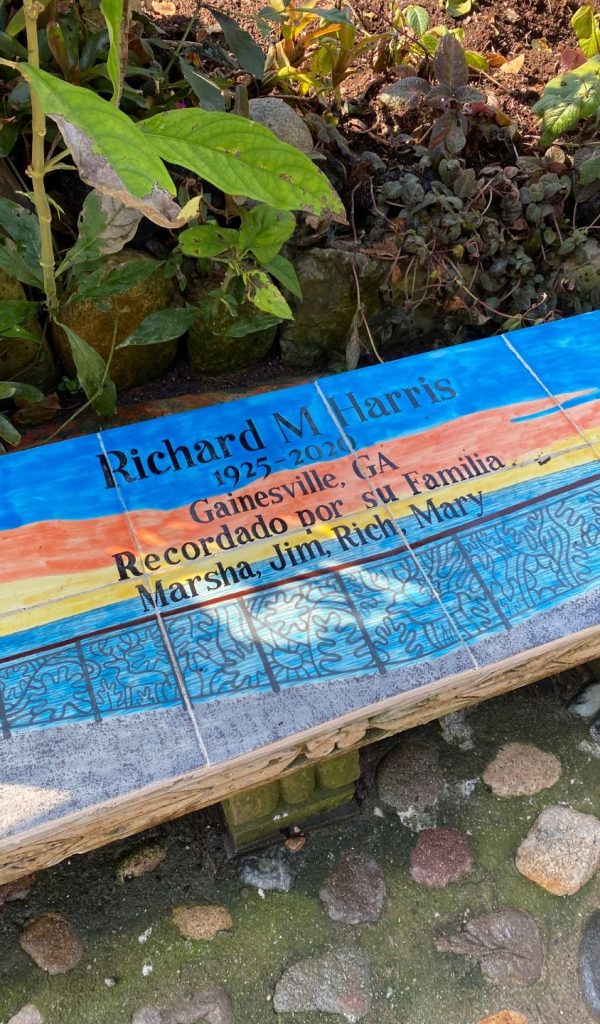 Richard M Harris
1925-2020
Gainesville, GA
Recordado por su Familia
Marsha, Jim, Rich, Mary